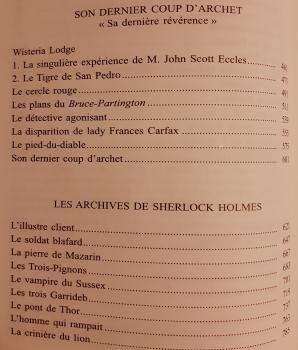 SON DERNIER COUP D'ARCHET
« Sa dernière révérence »
Wisteria Lodge
1. La singulière expérience de M. John Scott Eccles
2. Le Tigre de San Pedro
Le cercle rouge
Les plans du Bruce-Partington
Le détective agonisant
La disparition de lady Frances Carfax
Le pied-du-diable
Son dernier coup d'archet
LES ARCHIVES DE SHERLOCK HOLMES
L'illustre client
Le soldat blafard
La pierre de Mazarin
Les Trois-Pignons
Le vampire du Sussex
Les trois Garrideb
Le pont de Thor
L'homme qui rampait
La crinière du lion